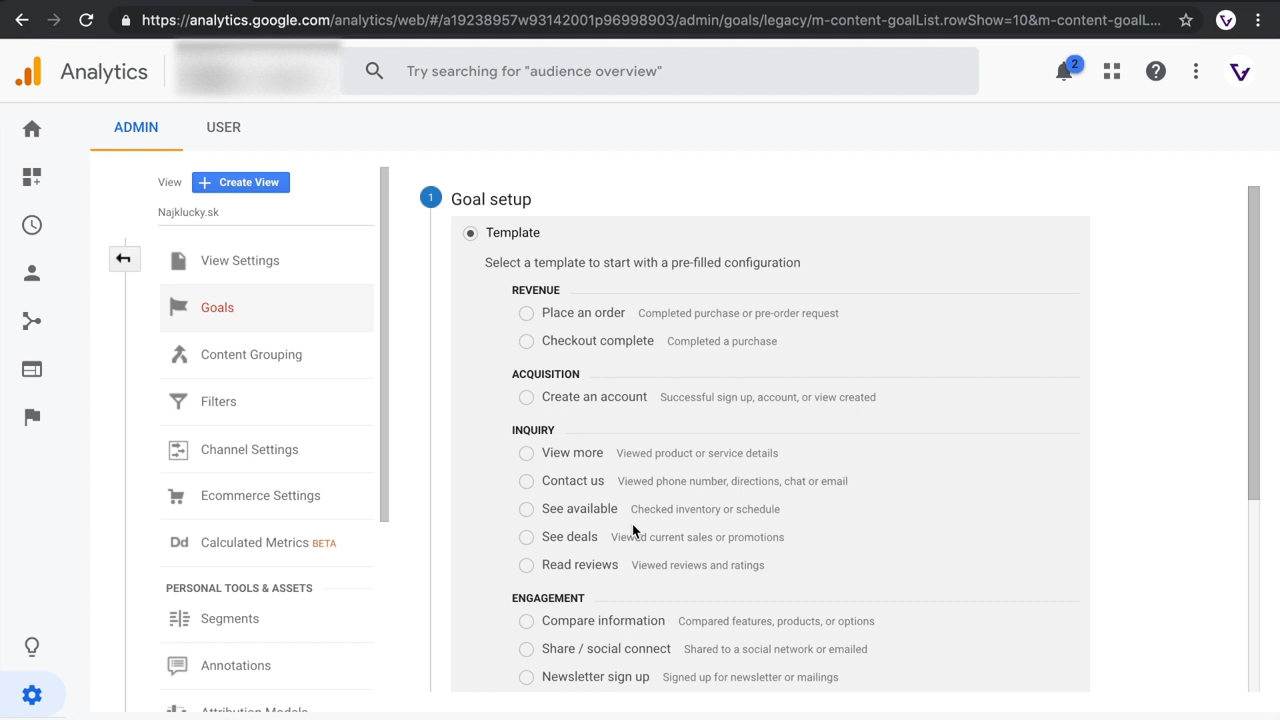 https://analytics.google.com/analytics/web/#/a19238957w93142001p96998903/admin/goals/legacy/m-content-goalList.rowShow=10&m-content-goalL...
Analytics
Try searching for "audience overview"
2
ADMIN USER
View + Create View
Najklucky.sk
View Settings
Goals
Content Grouping
Filters
Channel Settings
Ecommerce Settings
Dd Calculated Metrics BETA
PERSONAL TOOLS & ASSETS
Segments
Annotations
Attribution Models
1 Goal setup
Template
Select a template to start with a pre-filled configuration
REVENUE
Place an order Completed purchase or pre-order request
Checkout complete Completed a purchase
ACQUISITION
Create an account Successful sign up, account, or view created
INQUIRY
View more Viewed product or service details
Contact us Viewed phone number, directions, chat or email
See available Checked inventory or schedule
See deals Viewed current sales or promotions
Read reviews Viewed reviews and ratings
ENGAGEMENT
Compare information Compared features, products, or options
Share / social connect Shared to a social network or emailed
Newsletter sign up Signed up for newsletter or mailings